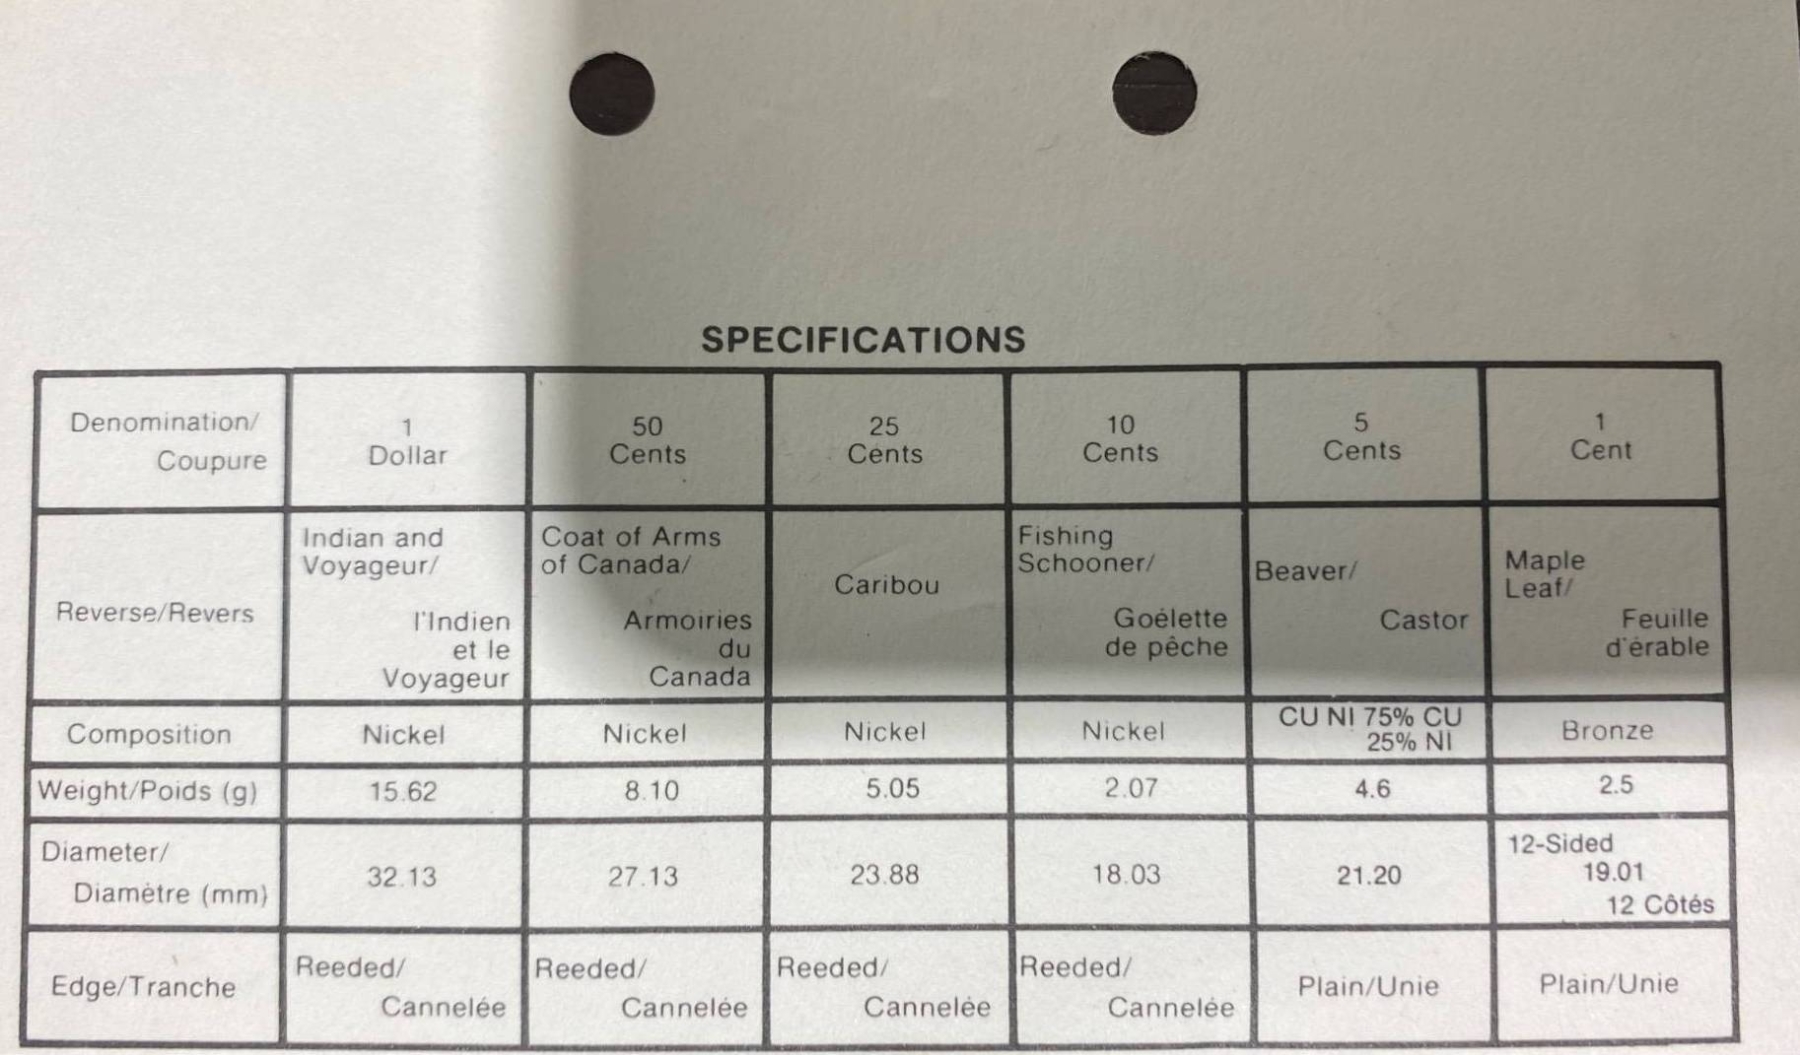 SPECIFICATIONS
Denomination/
Coupure
1
Dollar
50
Cents
25
Cents
10
Cents
5
Cents
1
Cent
Reverse/Revers
Indian and
Voyageur/
l'Indien
et le
Voyageur
Coat of Arms
of Canada/
Armoiries
du
Canada
Caribou
Fishing
Schooner/
Goélette
de pêche
Beaver/
Castor
Maple
Leaf/
Feuille
d'érable
Composition
Nickel
Nickel
Nickel
Nickel
CU NI 75% CU
25% NI
Bronze
Weight/Poids (g)
15.62
8.10
5.05
2.07
4.6
2.5
Diameter/
Diamètre (mm)
32.13
27.13
23.88
18.03
21.20
12-Sided
19.01
12 Côtés
Edge/Tranche
Reeded/
Cannelée
Reeded/
Cannelée
Reeded/
Cannelée
Reeded/
Cannelée
Plain/Unie
Plain/Unie